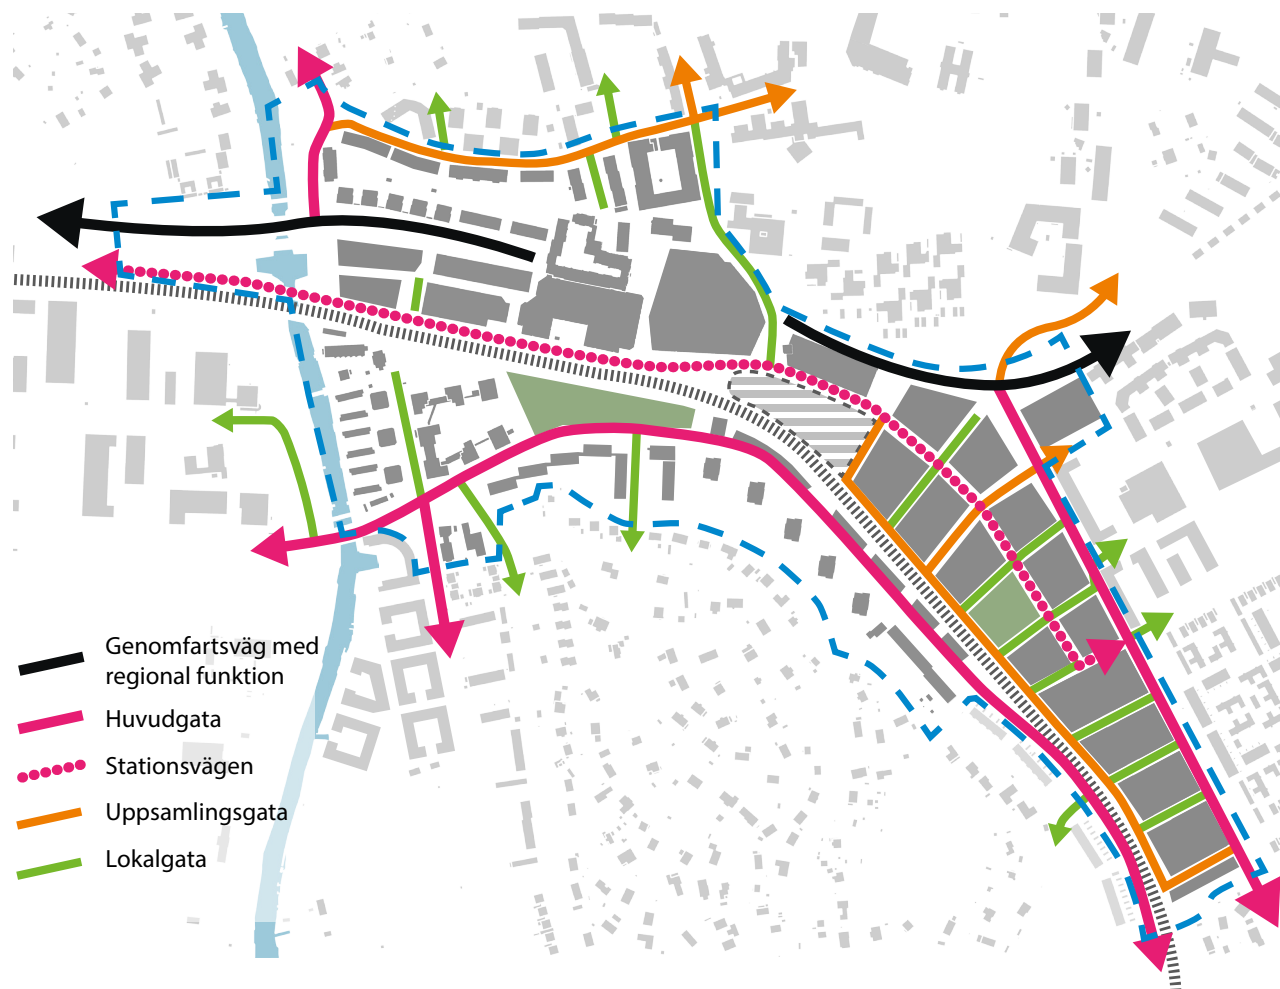 Genomfartsväg med
regional funktion
Huvudgata
Stationsvägen
Uppsamlingsgata
Lokalgata